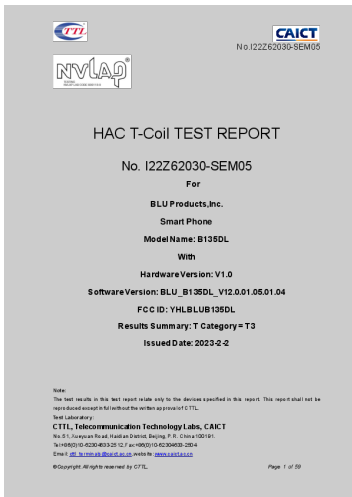 CTTL
CAICT
No.I22Z62030-SEM05
NVLAP
HAC T-Coil TEST REPORT
No. I22Z62030-SEM05
For
BLU Products,Inc.
Smart Phone
Model Name: B135DL
With
Hardware Version: V1.0
Software Version: BLU_B135DL_V12.0.01.05.01.04
FCC ID: YHLBLUB135DL
Results Summary: T Category = T3
Issued Date: 2023-2-2
Note:
The test results in this test report relate only to the devices specified in this report. This report shall not be
reproduced except in full without the written approval of CTTL.
Test Laboratory:
CTTL, Telecommunication Technology Labs, CAICT
No.51, Xueyuan Road, Haidian District, Beijing, P. R. China 100191.
Tel:+86(0)10-62304633-2512, Fax:+86(0)10-62304633-2504
Email: cttl_terminals@caict.ac.cn, website: www.caict.ac.cn
©Copyright. All rights reserved by CTTL.
Page 1 of 59